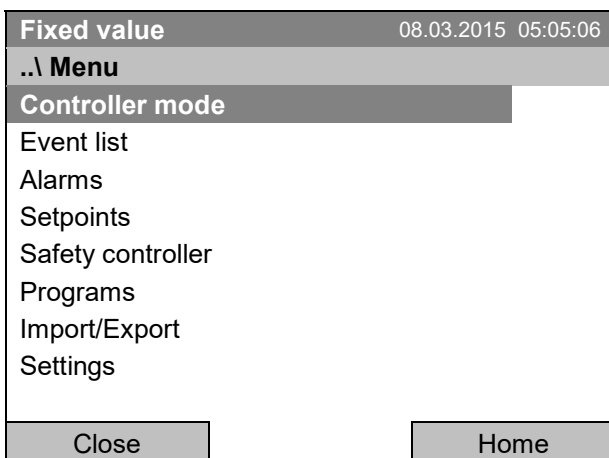 Fixed value 08.03.2015 05:05:06
..\ Menu
Controller mode
Event list
Alarms
Setpoints
Safety controller
Programs
Import/Export
Settings
Close Home